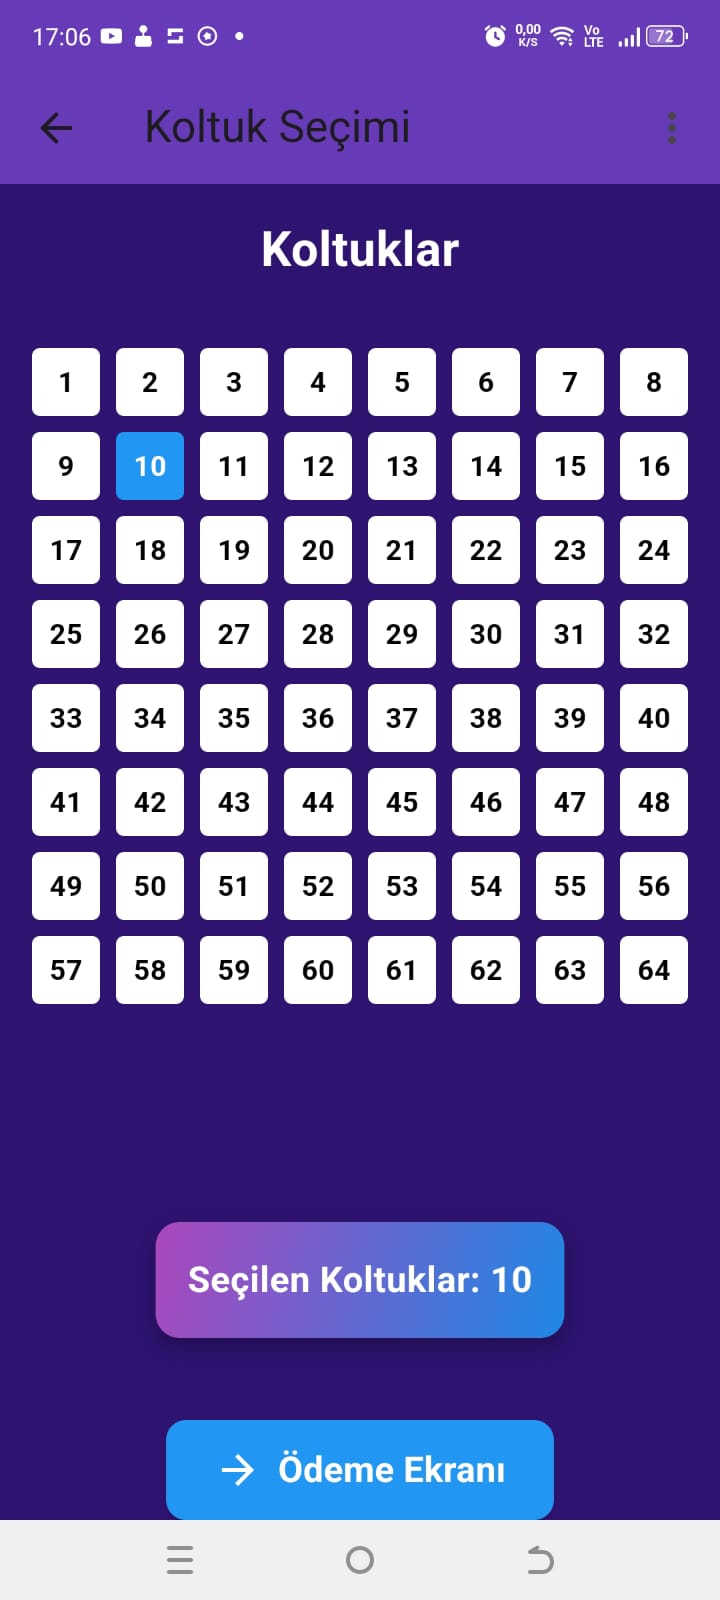 17:06 0,00 K/S Vo LTE 72
Koltuk Seçimi
Koltuklar
1 2 3 4 5 6 7 8
9 10 11 12 13 14 15 16
17 18 19 20 21 22 23 24
25 26 27 28 29 30 31 32
33 34 35 36 37 38 39 40
41 42 43 44 45 46 47 48
49 50 51 52 53 54 55 56
57 58 59 60 61 62 63 64
Seçilen Koltuklar: 10
Ödeme Ekranı